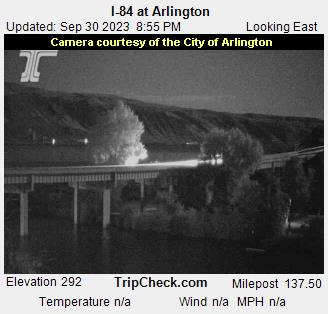 I-84 at Arlington
Updated: Sep 30 2023 8:55 PM Looking East
Camera courtesy of the City of Arlington
Elevation 292 TripCheck.com Milepost 137.50
Temperature n/a Wind n/a MPH n/a